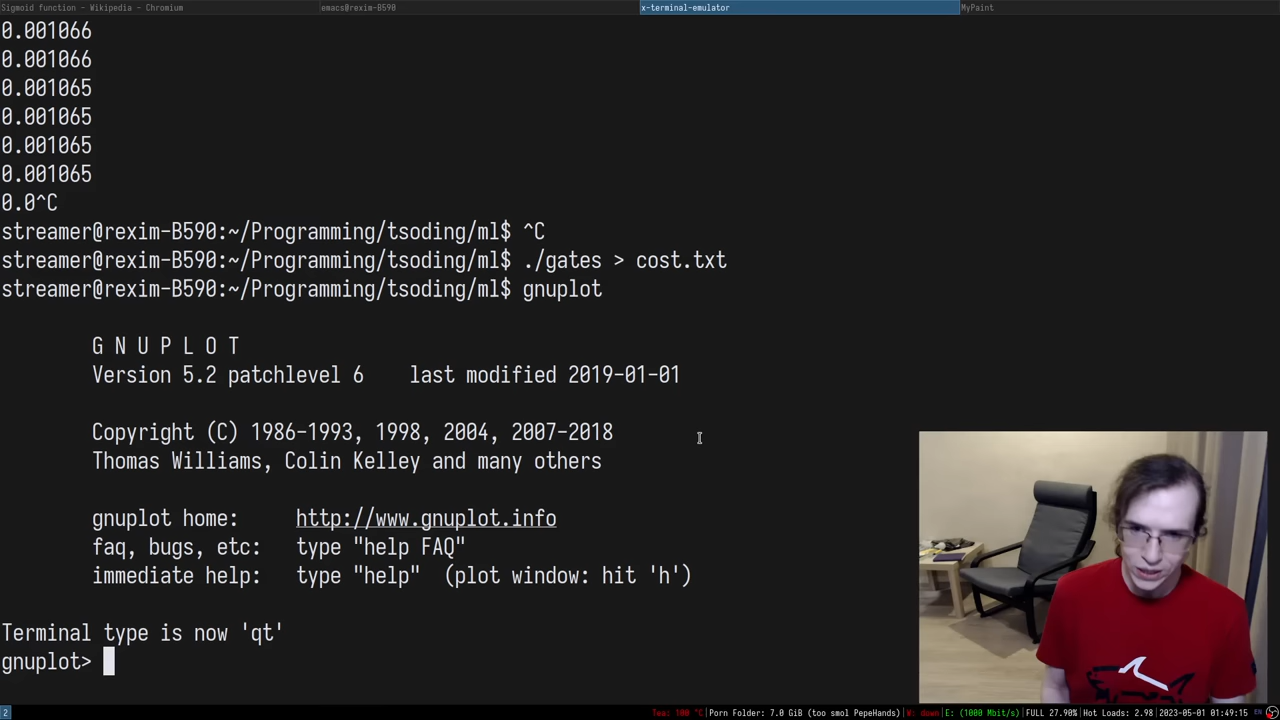 Sigmoid function - Wikipedia - Chromium
emacs@rexim-B590
x-terminal-emulator
MyPaint
0.001066
0.001066
0.001065
0.001065
0.001065
0.001065
0.0^C
streamer@rexim-B590:~/Programming/tsoding/ml$ ^C
streamer@rexim-B590:~/Programming/tsoding/ml$ ./gates > cost.txt
streamer@rexim-B590:~/Programming/tsoding/ml$ gnuplot
G N U P L O T
Version 5.2 patchlevel 6    last modified 2019-01-01
Copyright (C) 1986-1993, 1998, 2004, 2007-2018
Thomas Williams, Colin Kelley and many others
gnuplot home:     http://www.gnuplot.info
faq, bugs, etc:   type "help FAQ"
immediate help:   type "help"  (plot window: hit 'h')
Terminal type is now 'qt'
gnuplot>
2
Tea: 100 °C|Porn Folder: 7.0 GiB (too smol PepeHands)|W: down|E: (1000 Mbit/s)|FULL 27.90%|Hot Loads: 2.98|2023-05-01 01:49:15 EN